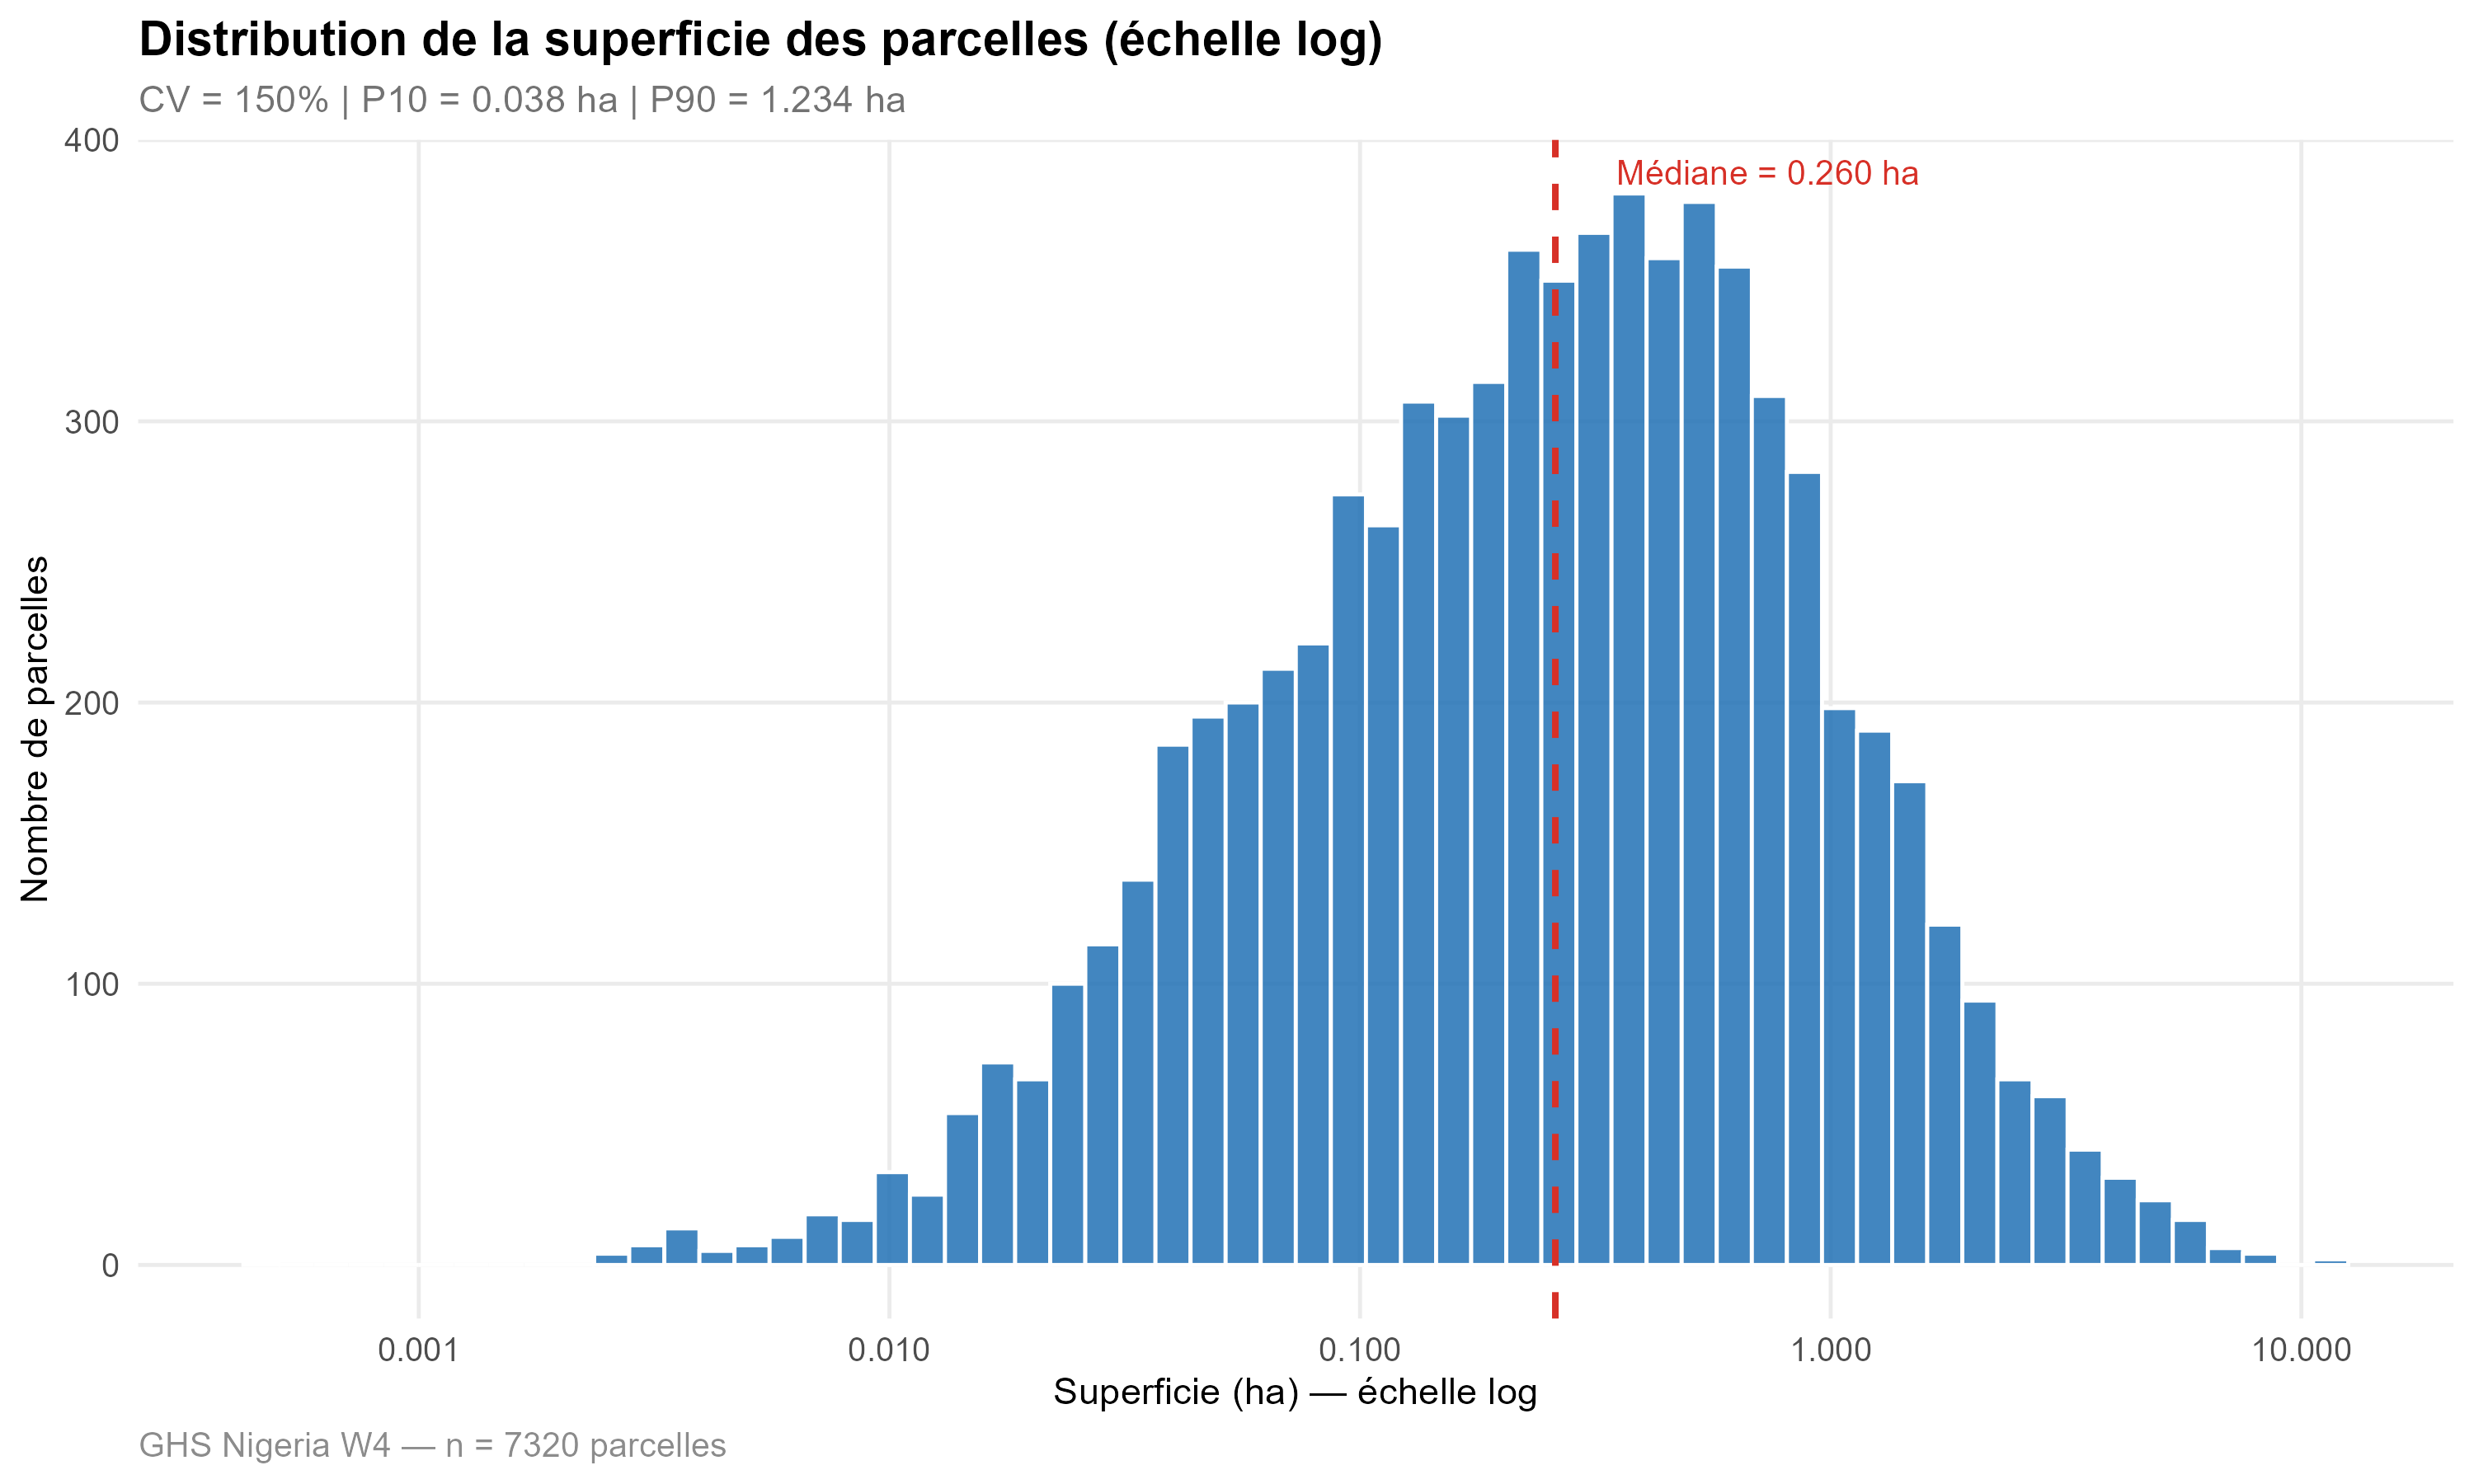 Distribution de la superficie des parcelles (échelle log)
CV = 150% | P10 = 0.038 ha | P90 = 1.234 ha
Médiane = 0.260 ha
400
300
200
100
0
Nombre de parcelles
0.001
0.010
0.100
1.000
10.000
Superficie (ha) — échelle log
GHS Nigeria W4 — n = 7320 parcelles